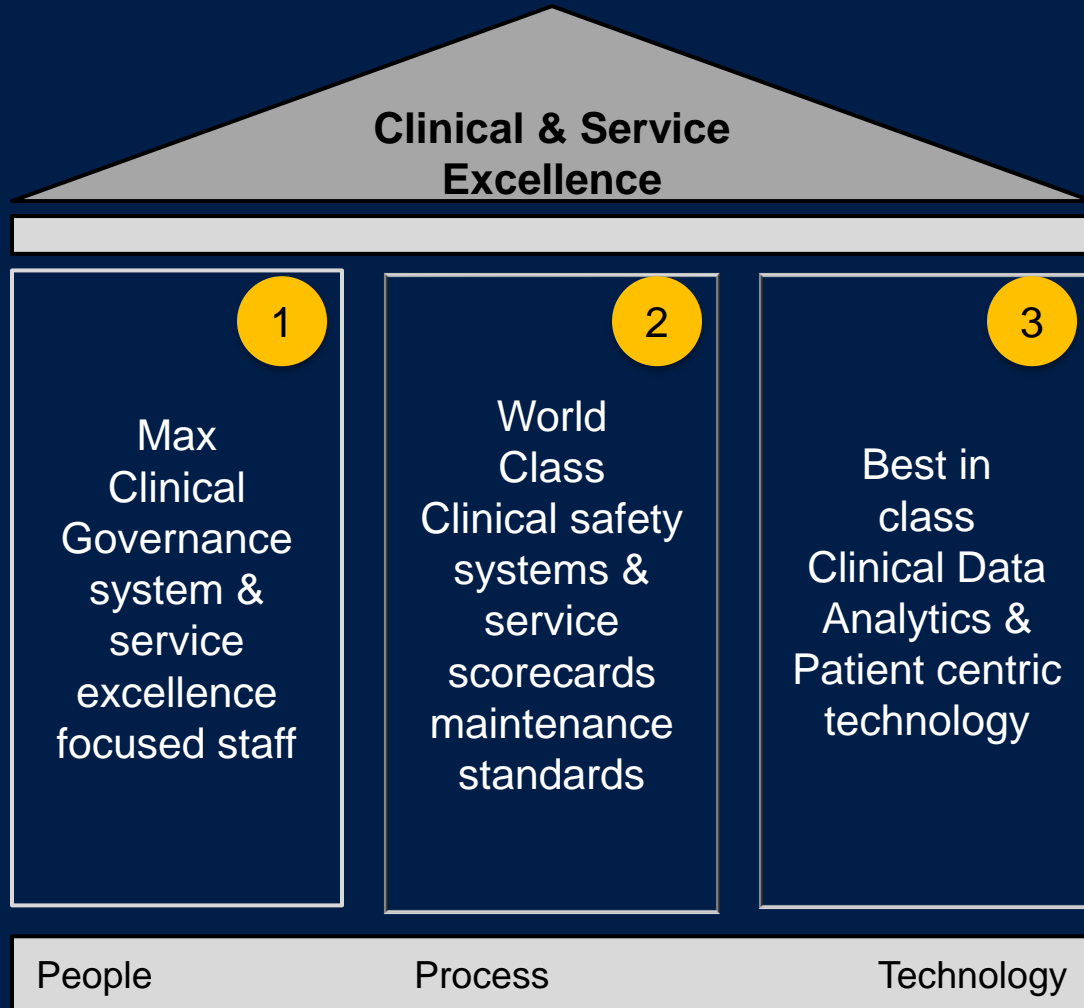 Clinical & Service
Excellence
1
Max
Clinical
Governance
system &
service
excellence
focused staff
2
World
Class
Clinical safety
systems &
service
scorecards
maintenance
standards
3
Best in
class
Clinical Data
Analytics &
Patient centric
technology
People
Process
Technology